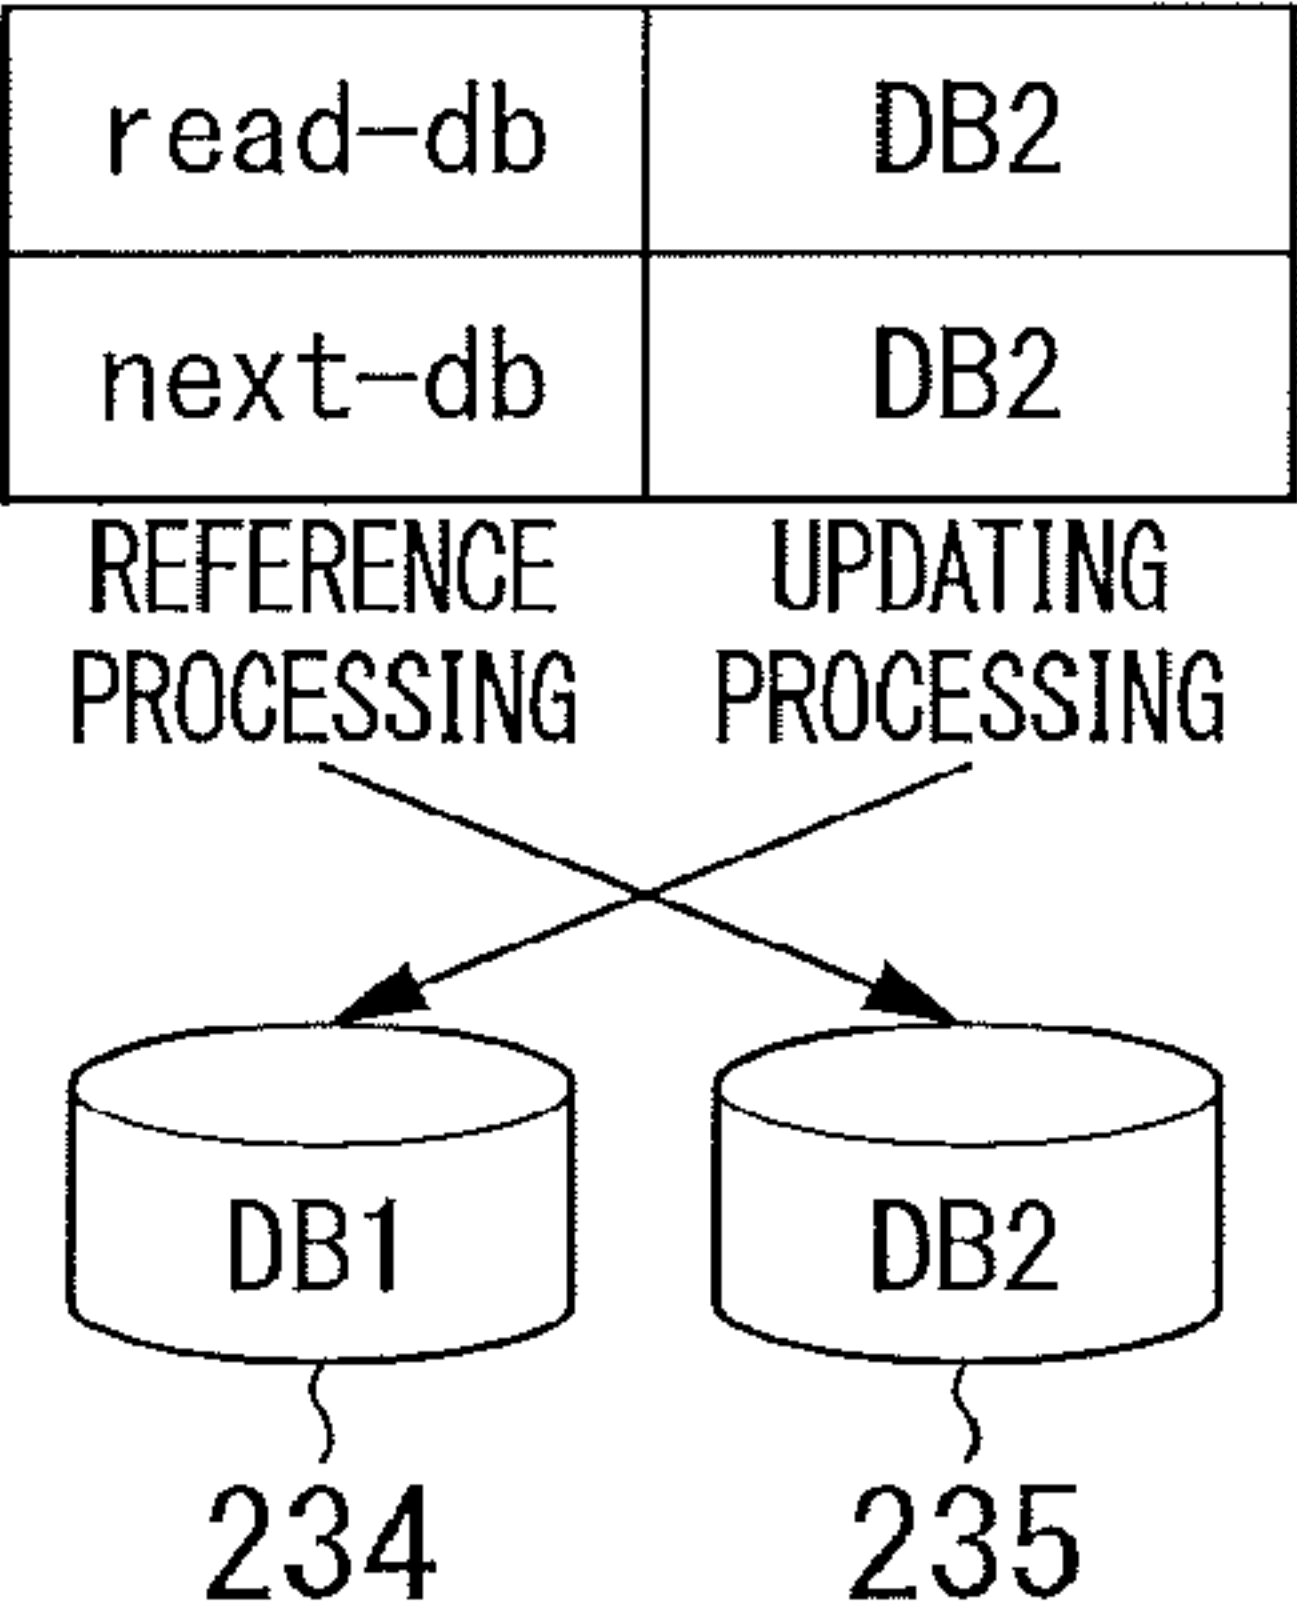 read-db DB2
next-db DB2
REFERENCE UPDATING
PROCESSING PROCESSING
DB1 DB2
234 235